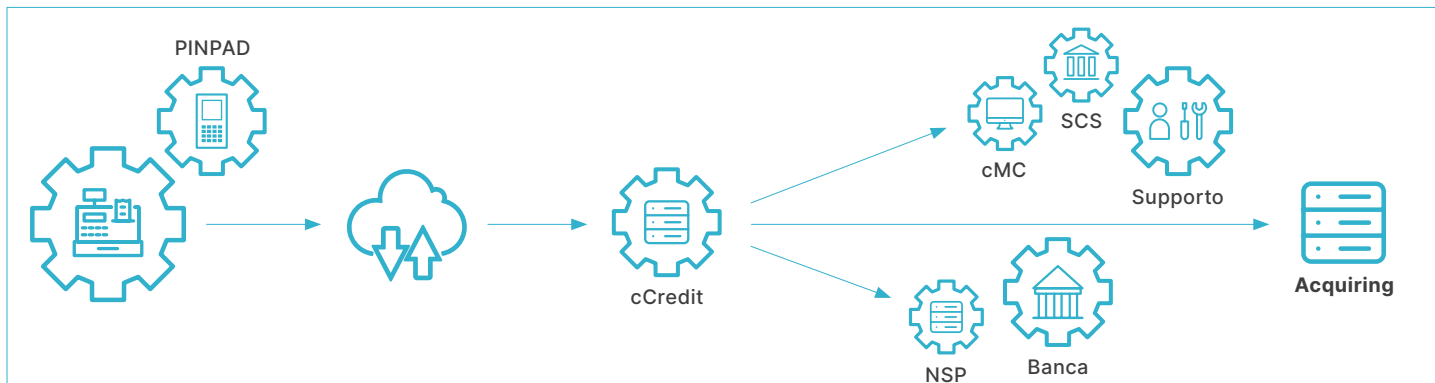 PINPAD
SCS
cMC
Supporto
cCredit
Acquiring
NSP
Banca